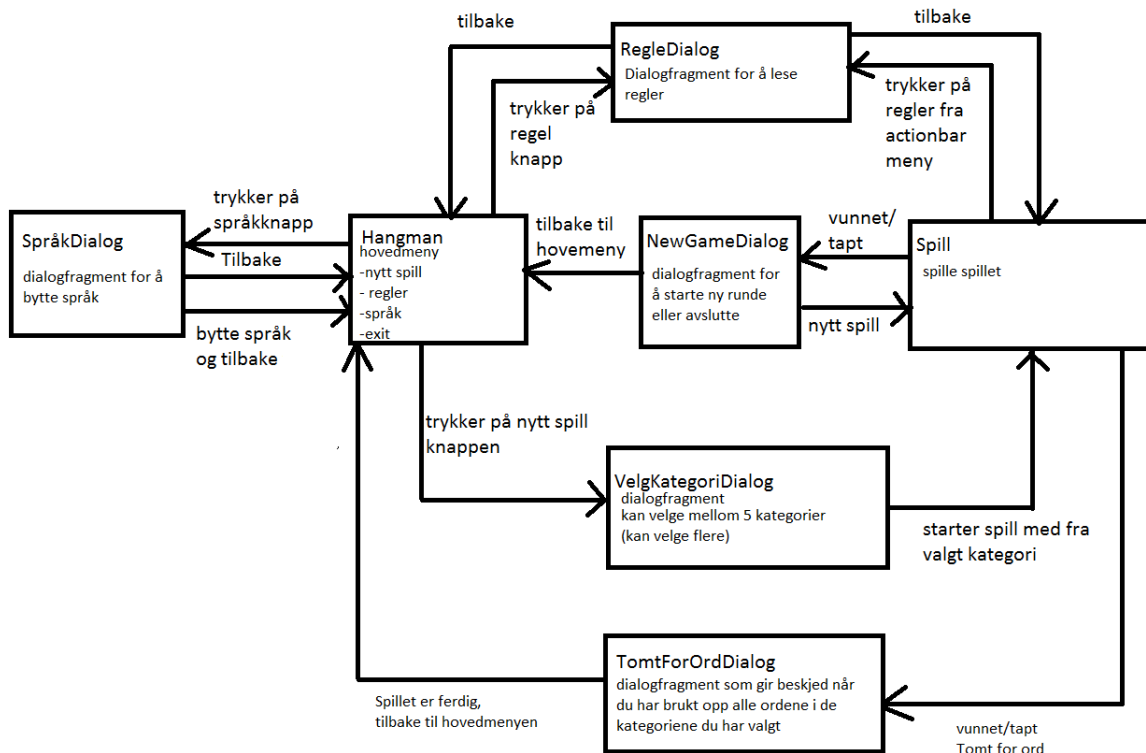 tilbake
tilbake
RegleDialog
Dialogfragment for å lese
regler
trykker på
regel
knapp
trykker på
regler fra
actionbar
meny
trykker på
språkknapp
Tilbake
bytte språk
og tilbake
SpråkDialog
dialogfragment for å
bytte språk
Hangman
hovedmeny
-nytt spill
- regler
-språk
-exit
tilbake til
hovemeny
NewGameDialog
dialogfragment for
å starte ny runde
eller avslutte
vunnet/
tapt
nytt spill
Spill
spille spillet
trykker på nytt spill
knappen
VelgKategoriDialog
dialogfragment
kan velge mellom 5 kategorier
(kan velge flere)
starter spill med fra
valgt kategori
TomtForOrdDialog
dialogfragment som gir beskjed når
du har brukt opp alle ordene i de
kategoriene du har valgt
Spillet er ferdig,
tilbake til hovedmenyen
vunnet/tapt
Tomt for ord